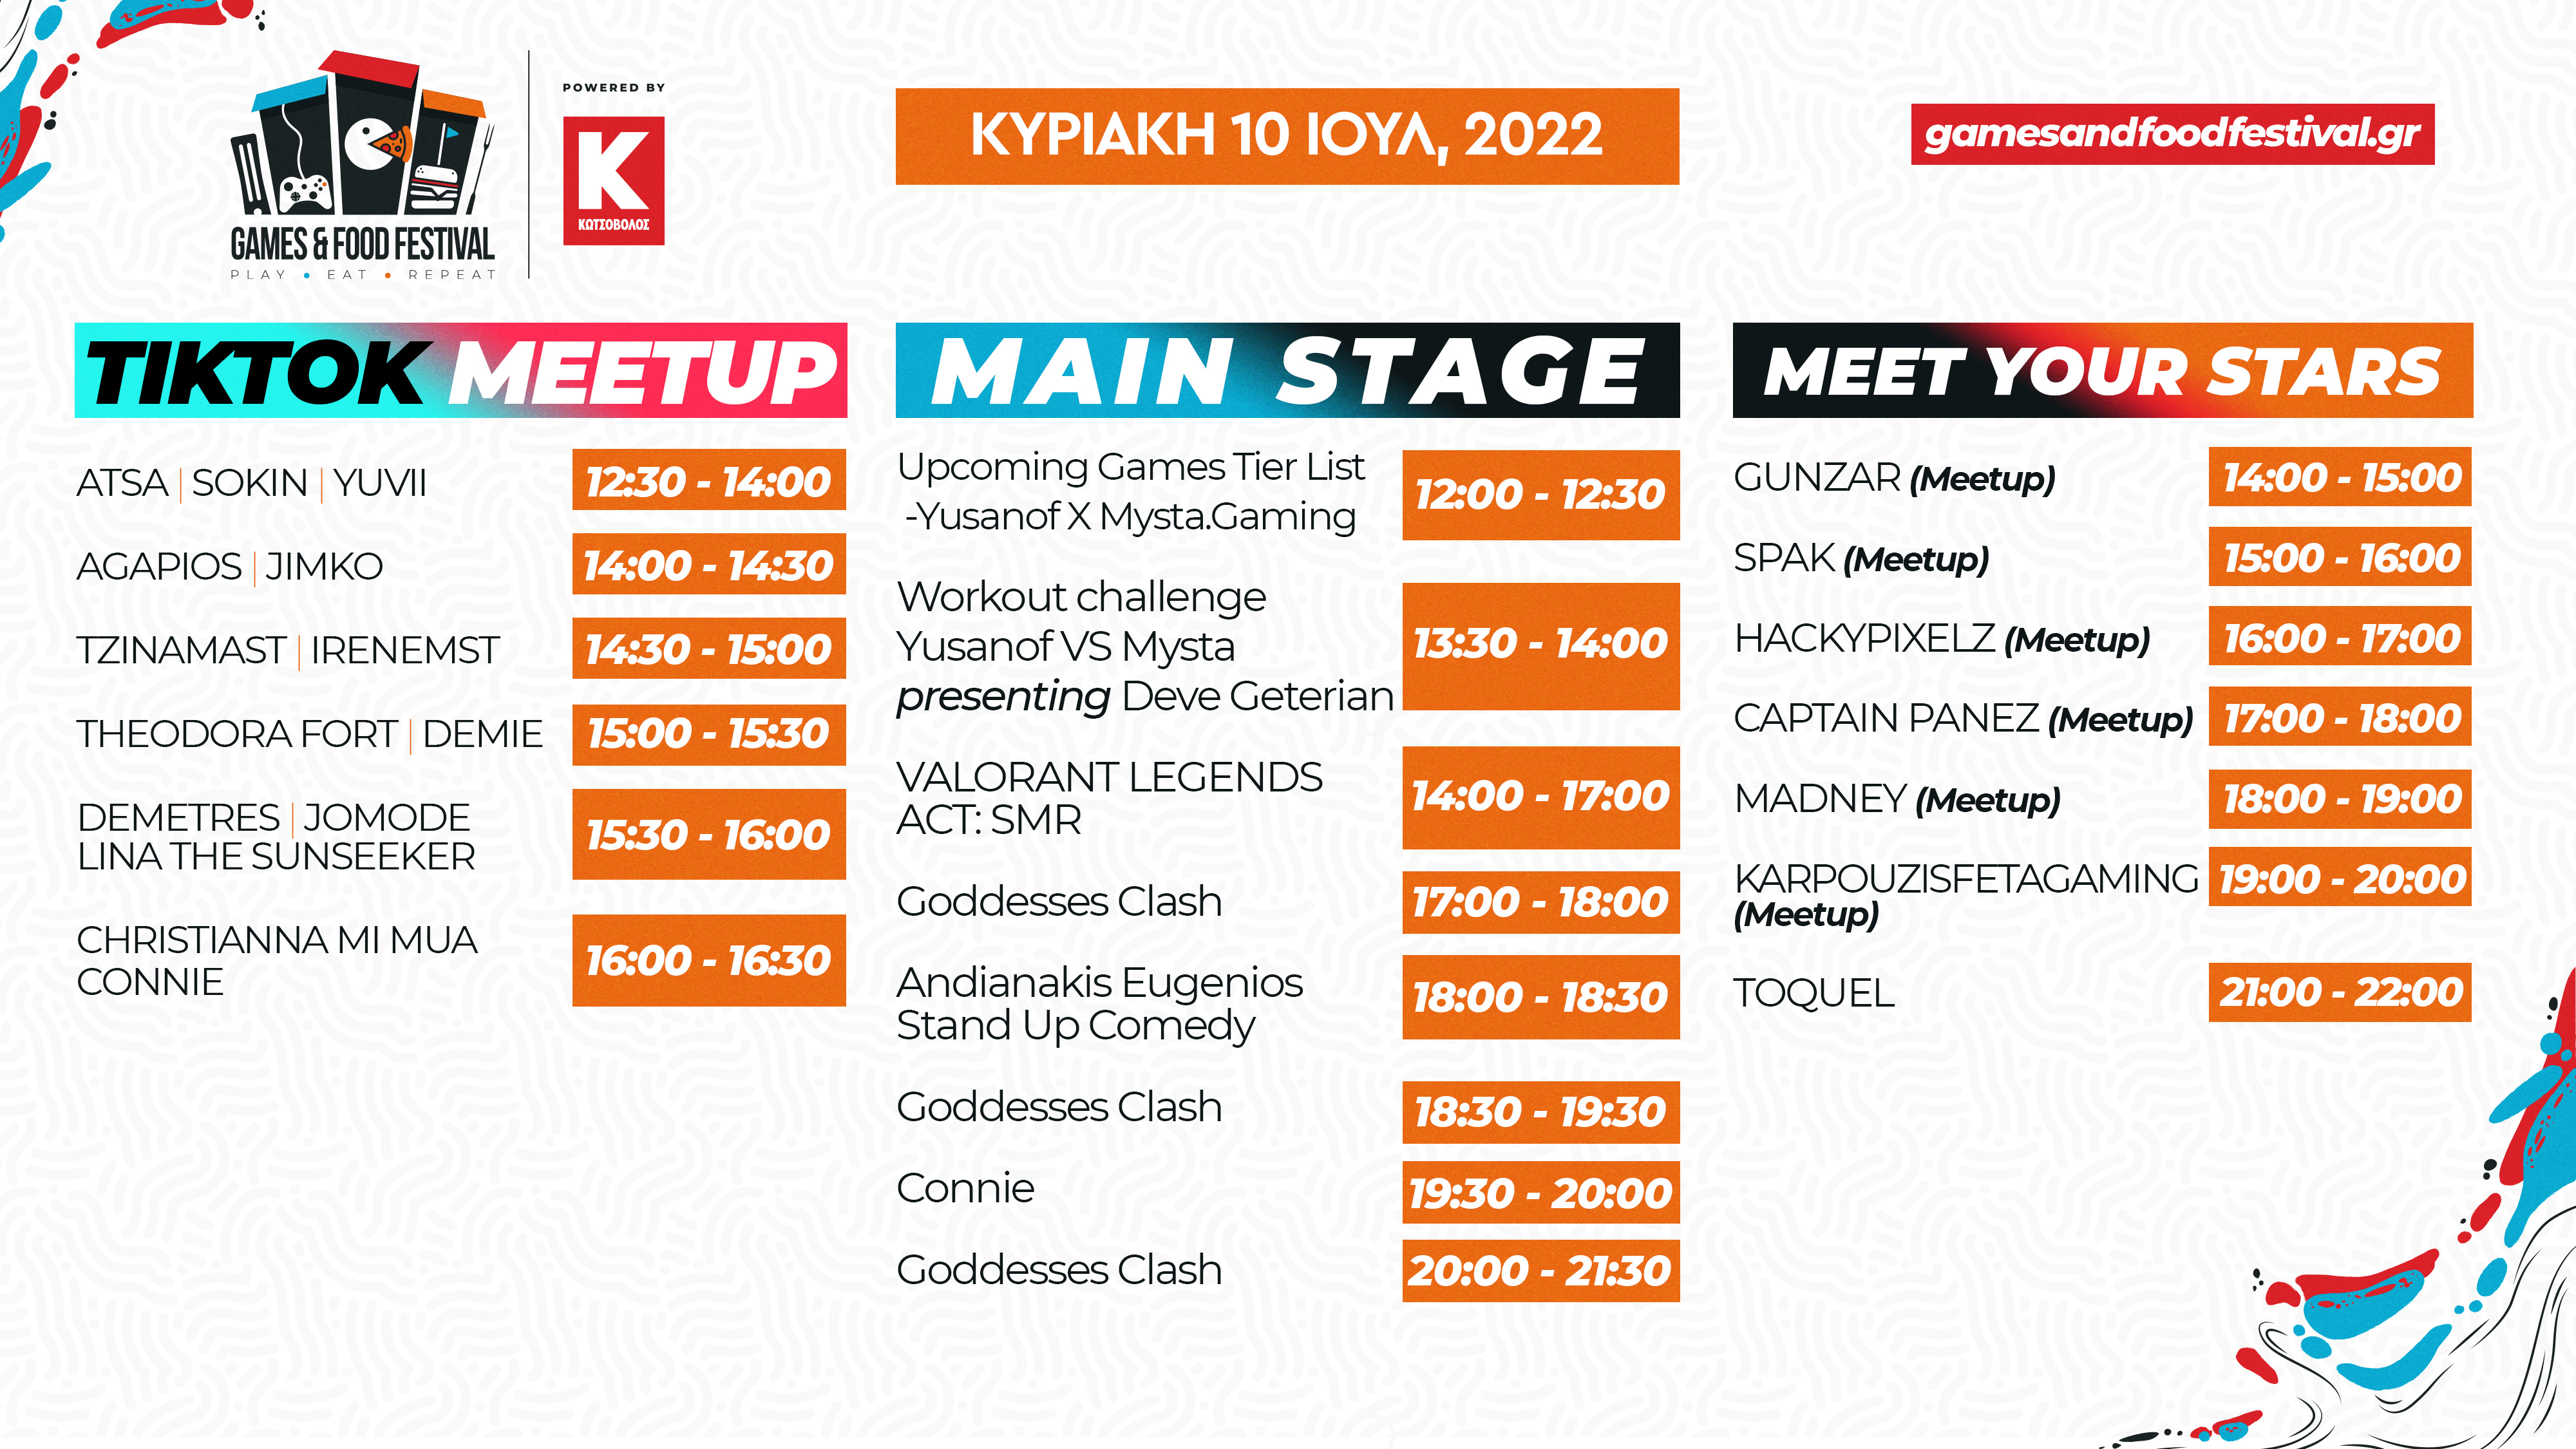 GAMES & FOOD FESTIVAL
PLAY • EAT • REPEAT
POWERED BY
K
ΚΩΤΣΟΒΟΛΟΣ
ΚΥΡΙΑΚΗ 10 ΙΟΥΛ, 2022
gamesandfoodfestival.gr
TIKTOK MEETUP
ATSA | SOKIN | YUVII 12:30 - 14:00
AGAPIOS | JIMKO 14:00 - 14:30
TZINAMAST | IRENEMST 14:30 - 15:00
THEODORA FORT | DEMIE 15:00 - 15:30
DEMETRES | JOMODE
LINA THE SUNSEEKER
15:30 - 16:00
CHRISTIANNA MI MUA
CONNIE
16:00 - 16:30
MAIN STAGE
Upcoming Games Tier List
-Yusanof X Mysta.Gaming
12:00 - 12:30
Workout challenge
Yusanof VS Mysta
presenting Deve Geterian
13:30 - 14:00
VALORANT LEGENDS
ACT: SMR
14:00 - 17:00
Goddesses Clash 17:00 - 18:00
Andianakis Eugenios
Stand Up Comedy
18:00 - 18:30
Goddesses Clash 18:30 - 19:30
Connie 19:30 - 20:00
Goddesses Clash 20:00 - 21:30
MEET YOUR STARS
GUNZAR (Meetup) 14:00 - 15:00
SPAK (Meetup) 15:00 - 16:00
HACKYPIXELZ (Meetup) 16:00 - 17:00
CAPTAIN PANEZ (Meetup) 17:00 - 18:00
MADNEY (Meetup) 18:00 - 19:00
KARPOUZISFETAGAMING 19:00 - 20:00
(Meetup)
TOQUEL 21:00 - 22:00